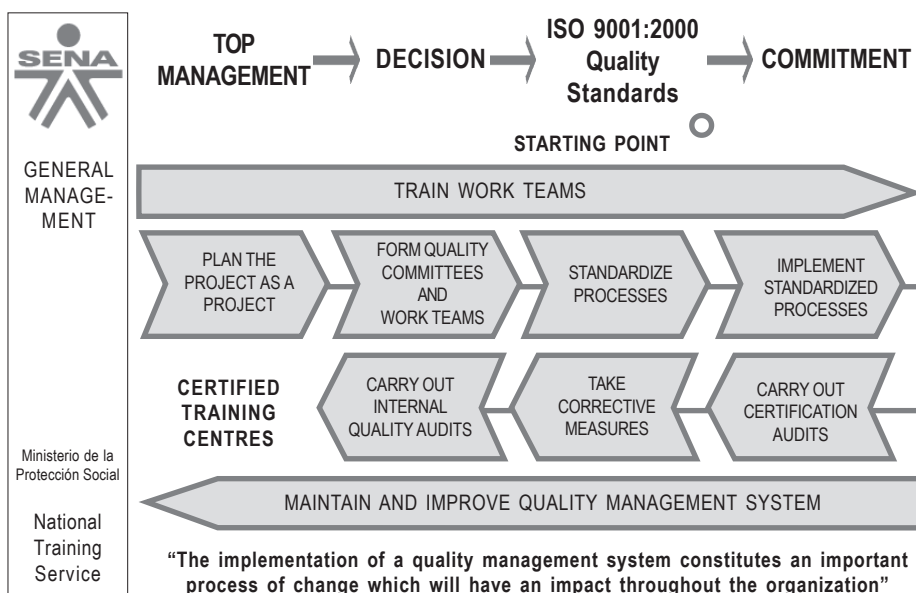 SENA
GENERAL
MANAGE-
MENT
Ministerio de la
Protección Social
National
Training
Service
TOP
MANAGEMENT
DECISION
ISO 9001:2000
Quality
Standards
COMMITMENT
STARTING POINT
TRAIN WORK TEAMS
PLAN THE
PROJECT AS A
PROJECT
FORM QUALITY
COMMITTEES
AND
WORK TEAMS
STANDARDIZE
PROCESSES
IMPLEMENT
STANDARDIZED
PROCESSES
CERTIFIED
TRAINING
CENTRES
CARRY OUT
INTERNAL
QUALITY AUDITS
TAKE
CORRECTIVE
MEASURES
CARRY OUT
CERTIFICATION
AUDITS
MAINTAIN AND IMPROVE QUALITY MANAGEMENT SYSTEM
“The implementation of a quality management system constitutes an important
process of change which will have an impact throughout the organization”